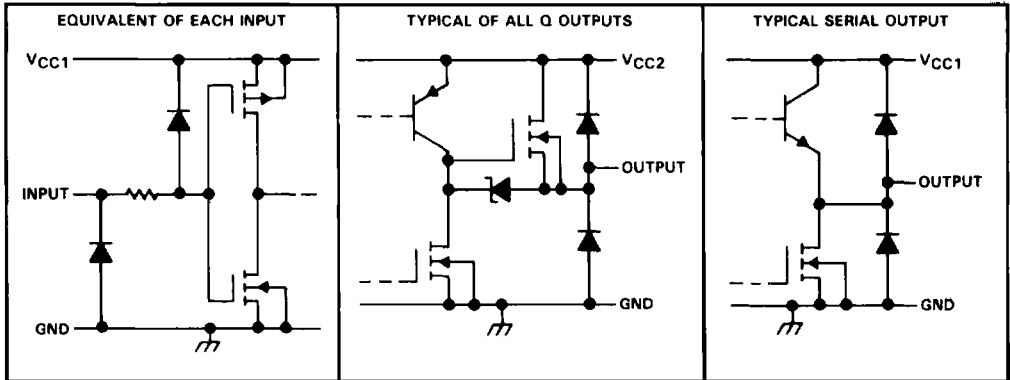 EQUIVALENT OF EACH INPUT
VCC1
INPUT
GND
TYPICAL OF ALL Q OUTPUTS
VCC2
OUTPUT
GND
TYPICAL SERIAL OUTPUT
VCC1
OUTPUT
GND